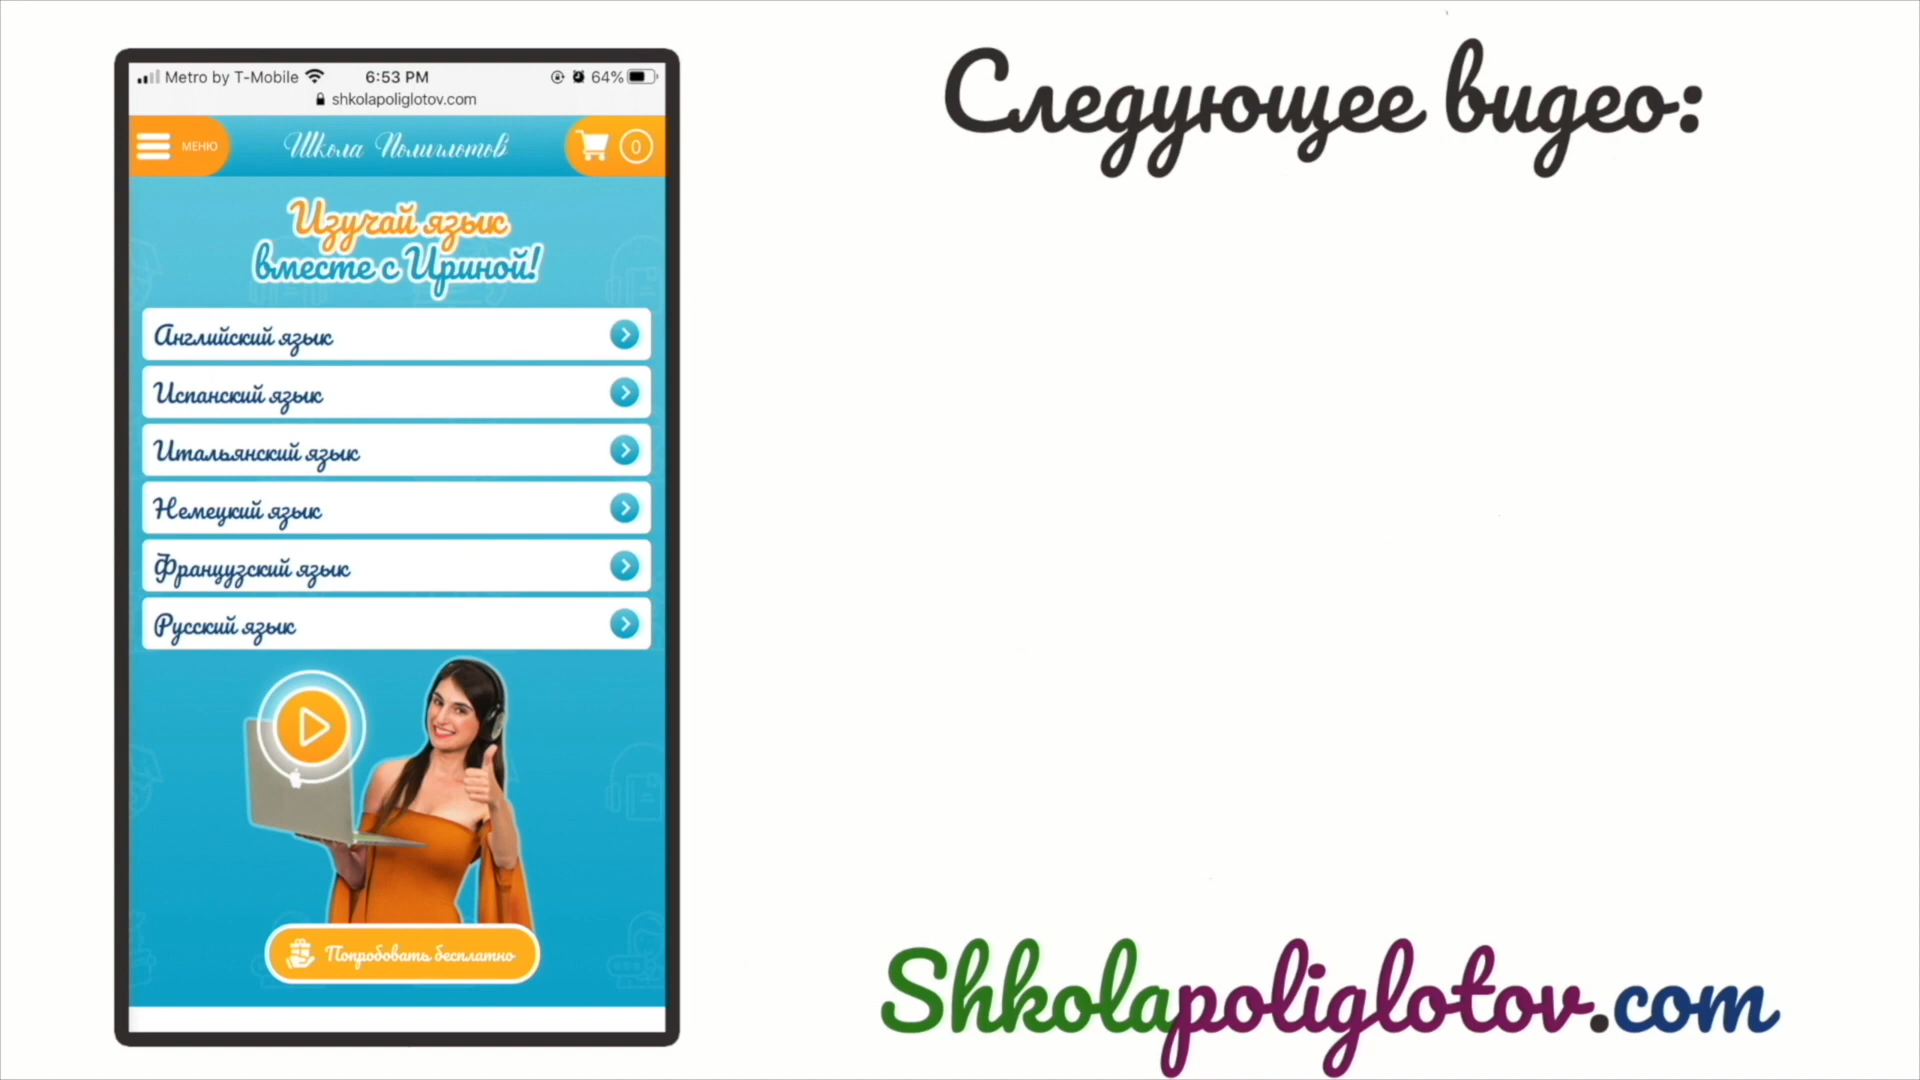 Metro by T-Mobile 6:53 PM 64%
shkolapoliglotov.com
МЕНЮ Школа Полиглотов 0
Изучай язык
вместе с Ириной!
Английский язык
Испанский язык
Итальянский язык
Немецкий язык
Французский язык
Русский язык
Попробовать бесплатно
Следующее видео:
Shkolapoliglotov.com